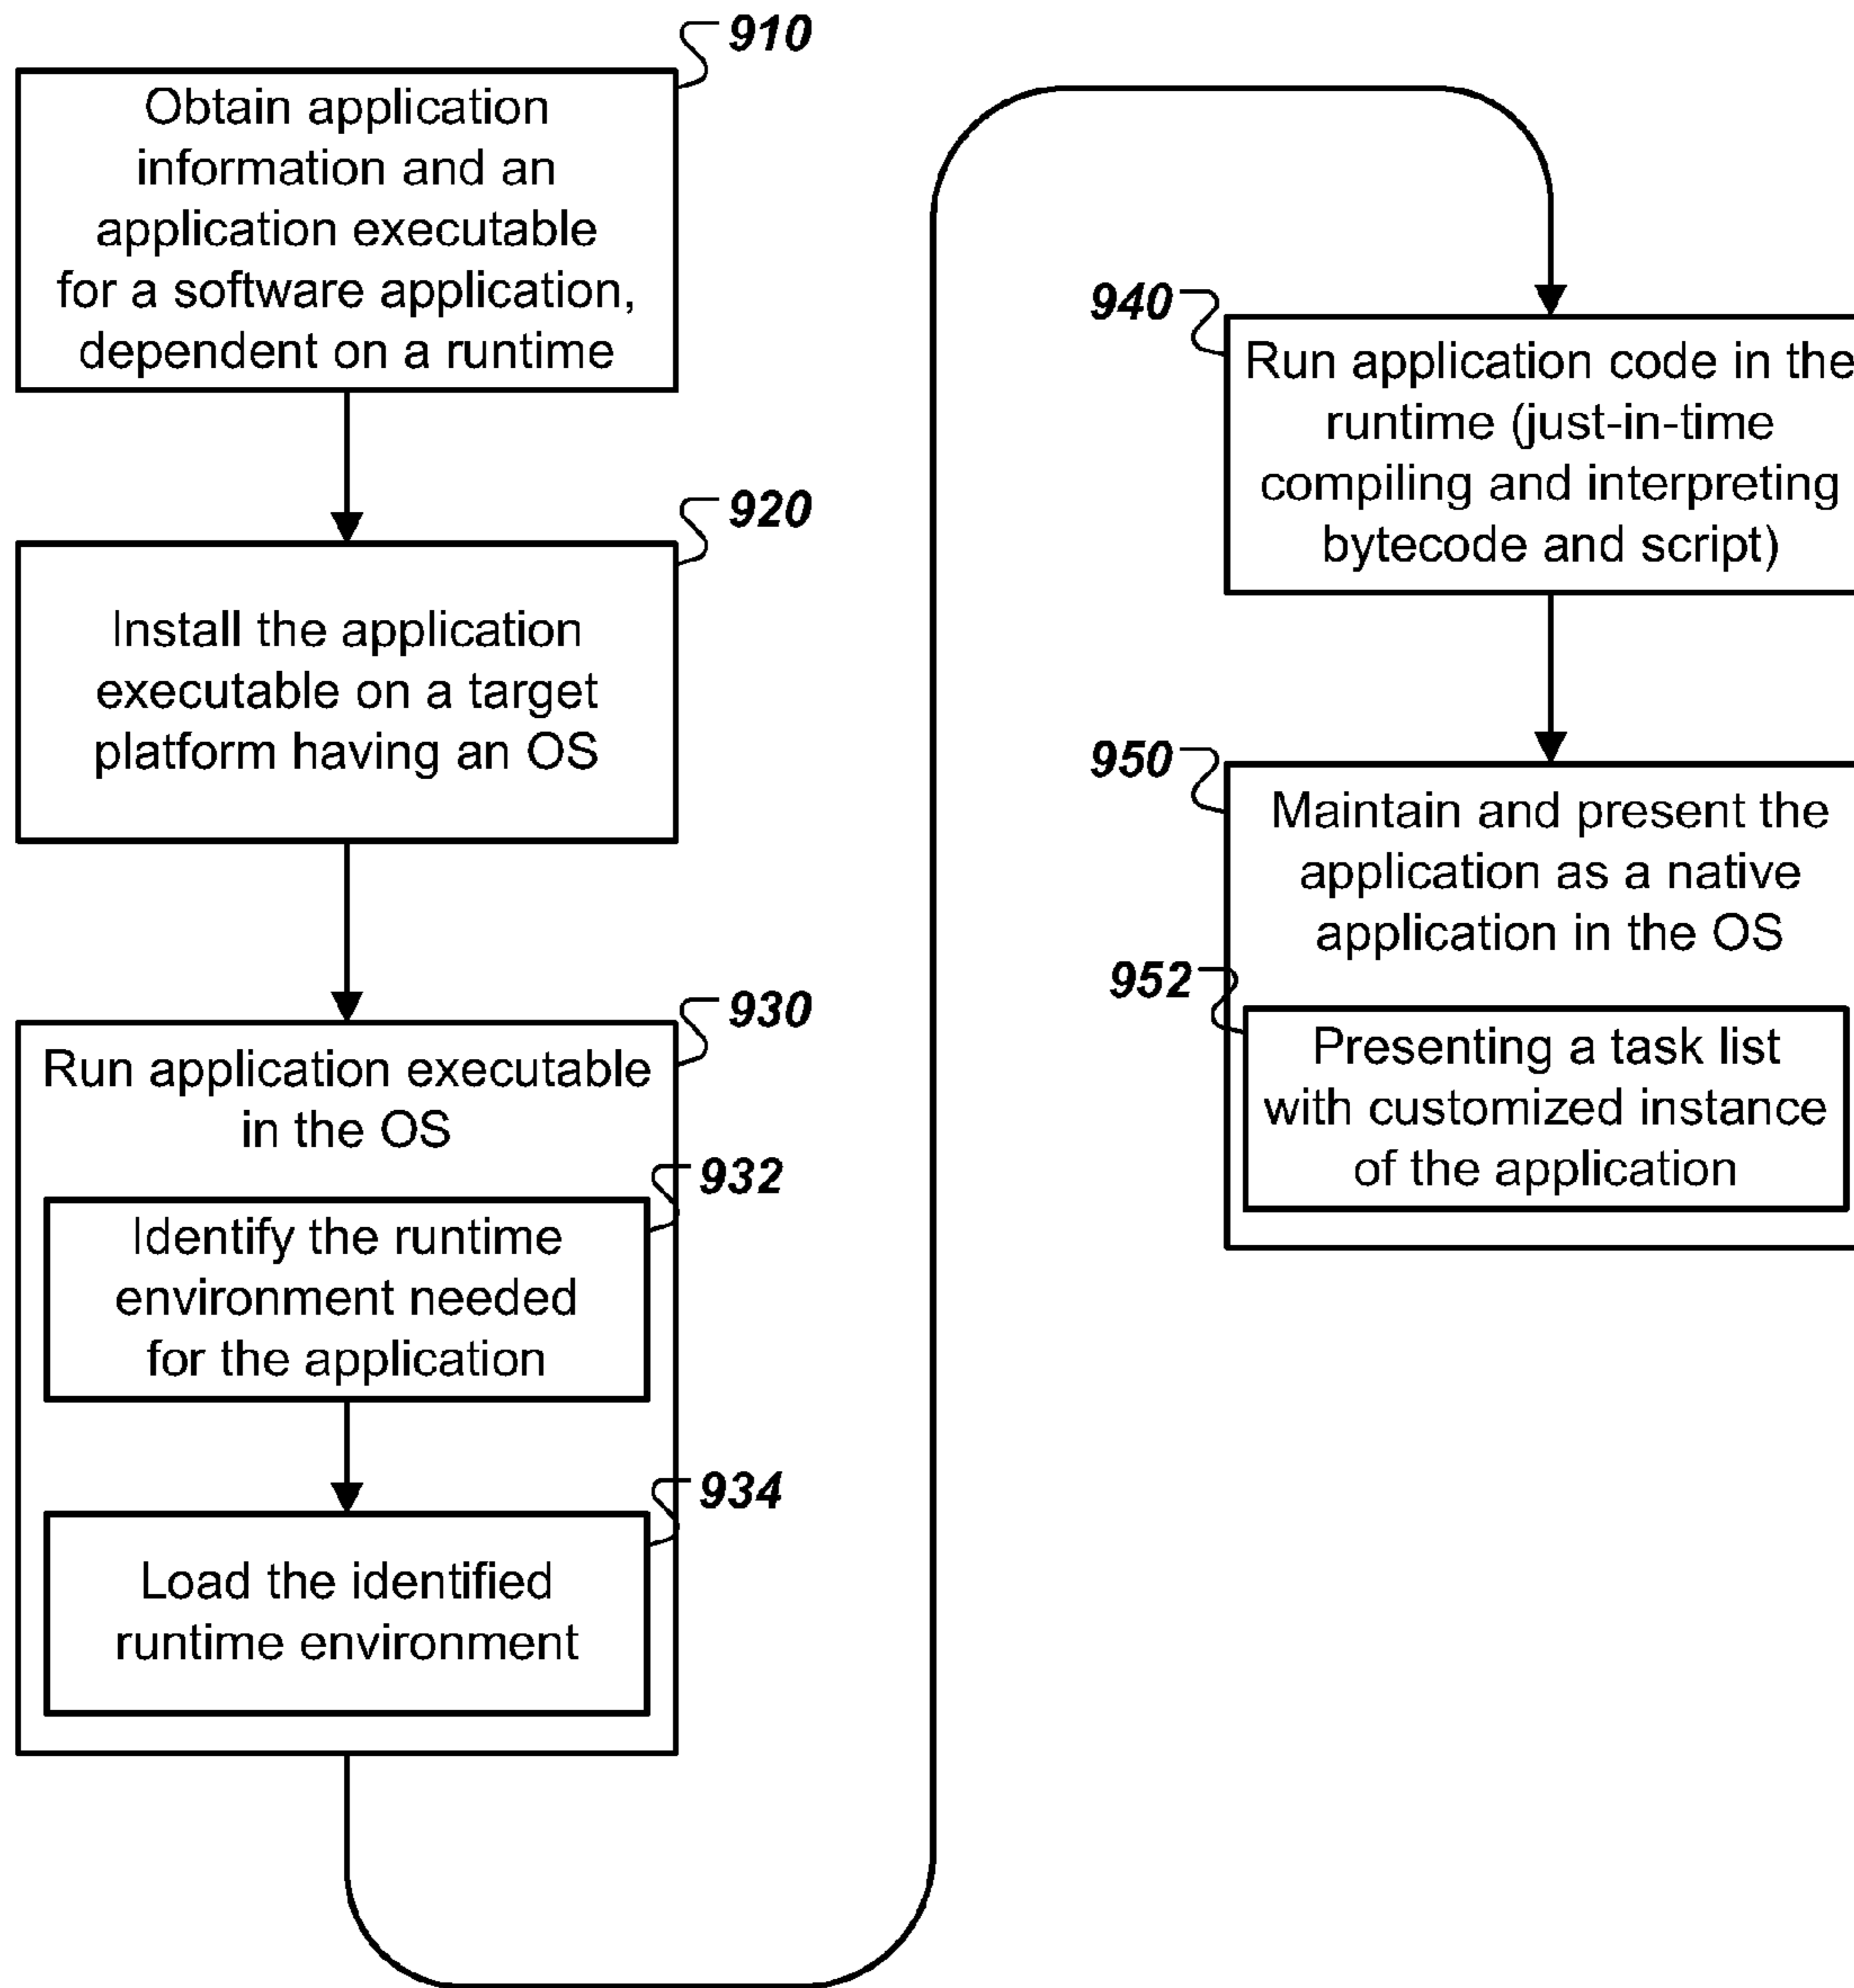 910
Obtain application
information and an
application executable
for a software application,
dependent on a runtime
920
Install the application
executable on a target
platform having an OS
930
Run application executable
in the OS
932
Identify the runtime
environment needed
for the application
934
Load the identified
runtime environment
940
Run application code in the
runtime (just-in-time
compiling and interpreting
bytecode and script)
950
Maintain and present the
application as a native
application in the OS
952
Presenting a task list
with customized instance
of the application